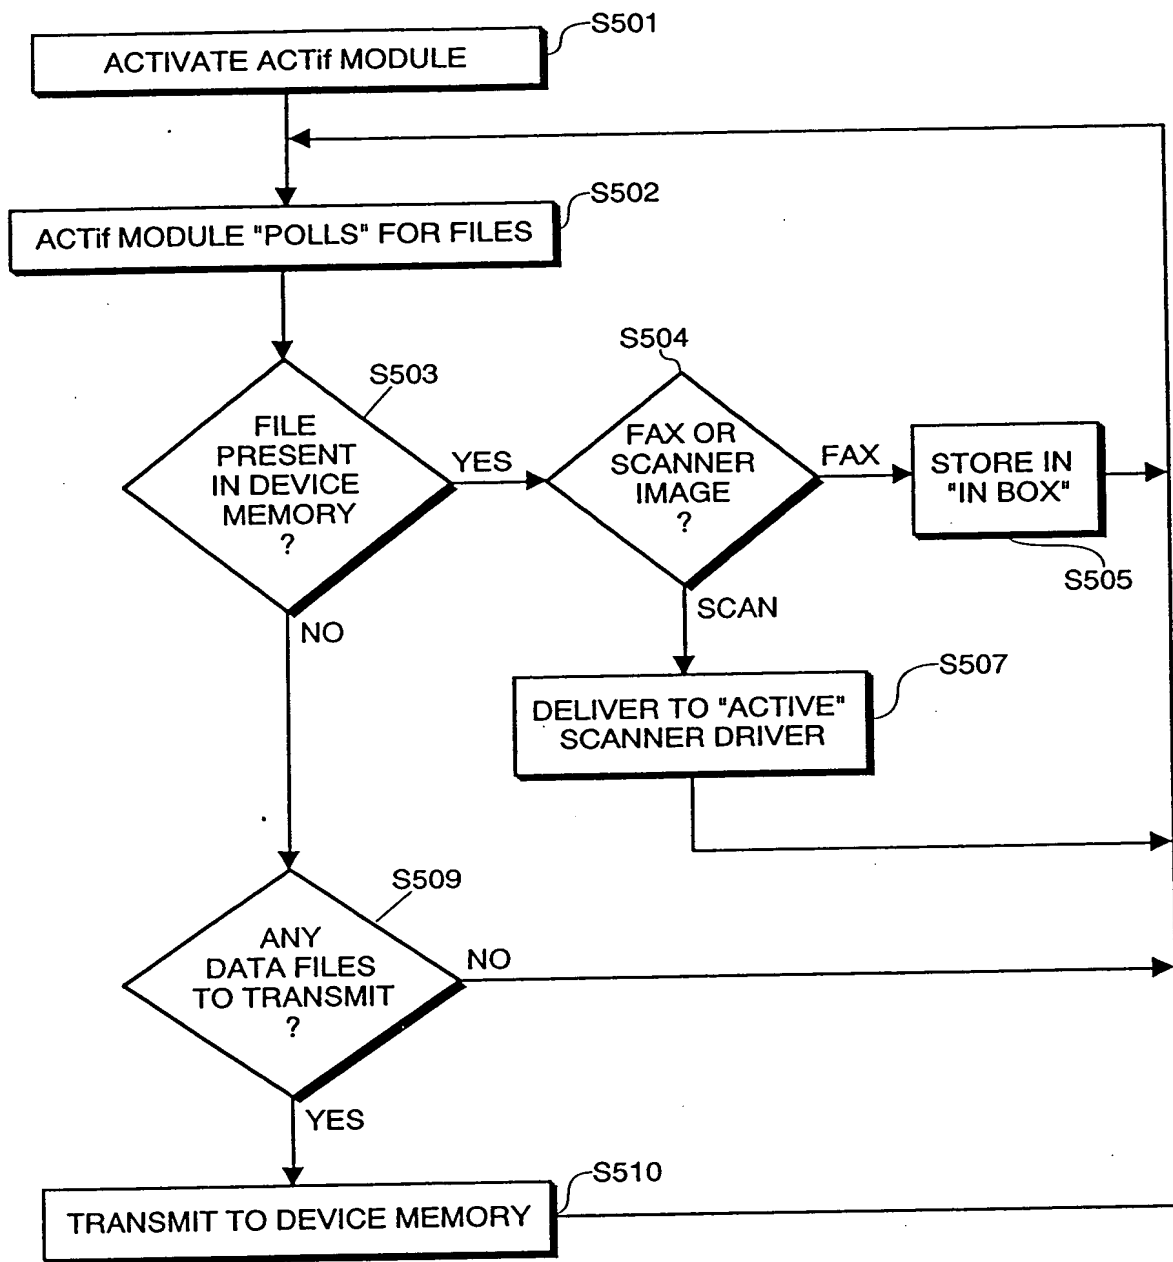 S501
ACTIVATE ACTif MODULE
S502
ACTif MODULE "POLLS" FOR FILES
S503
FILE
PRESENT
IN DEVICE
MEMORY
?
YES
NO
S504
FAX OR
SCANNER
IMAGE
?
FAX
SCAN
STORE IN
"IN BOX"
S505
S507
DELIVER TO "ACTIVE"
SCANNER DRIVER
S509
ANY
DATA FILES
TO TRANSMIT
?
NO
YES
S510
TRANSMIT TO DEVICE MEMORY